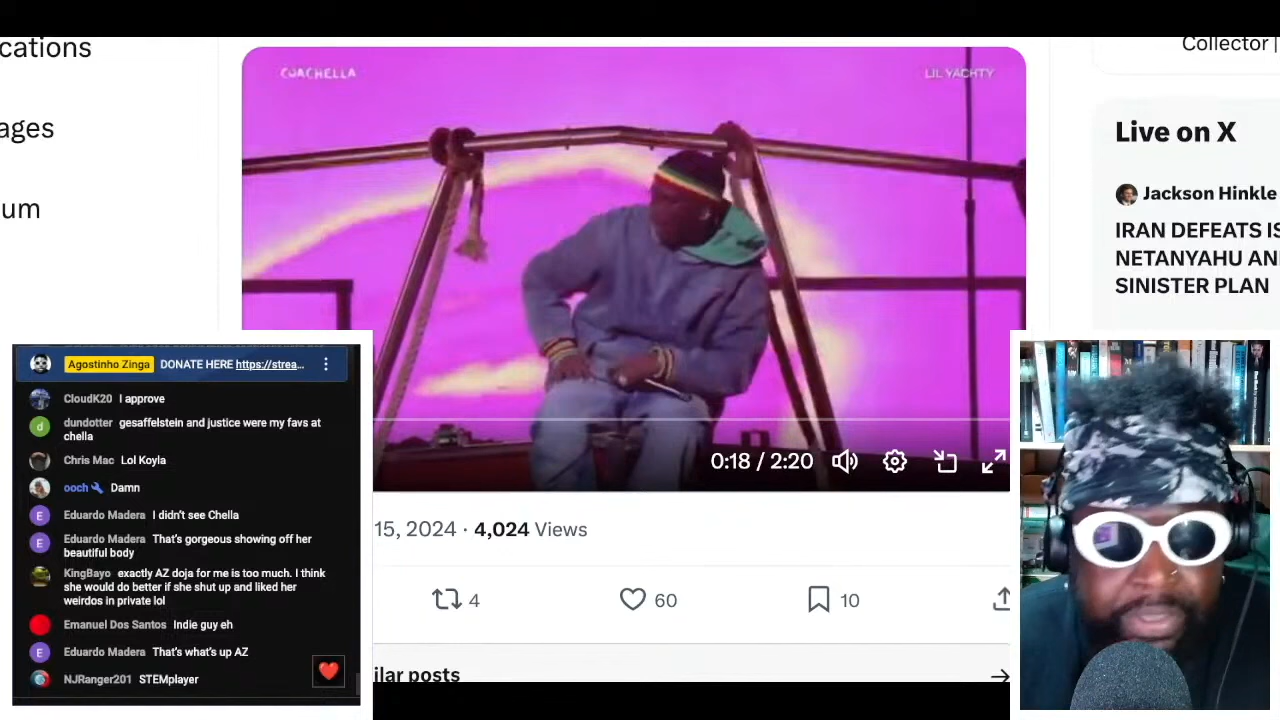 cations
ages
um
COACHELLA
LIL YACHTY
0:18 / 2:20
15, 2024 · 4,024 Views
4
60
10
ilar posts
Collector |
Live on X
Jackson Hinkle
IRAN DEFEATS IS
NETANYAHU AN
SINISTER PLAN
Agostinho Zinga DONATE HERE https://strea...
CloudK20 I approve
dundotter gesaffelstein and justice were my favs at
chella
Chris Mac Lol Koyla
ooch Damn
Eduardo Madera I didn't see Chella
Eduardo Madera That's gorgeous showing off her
beautiful body
KingBayo exactly AZ doja for me is too much. I think
she would do better if she shut up and liked her
weirdos in private lol
Emanuel Dos Santos Indie guy eh
Eduardo Madera That's what's up AZ
NJRanger201 STEMplayer